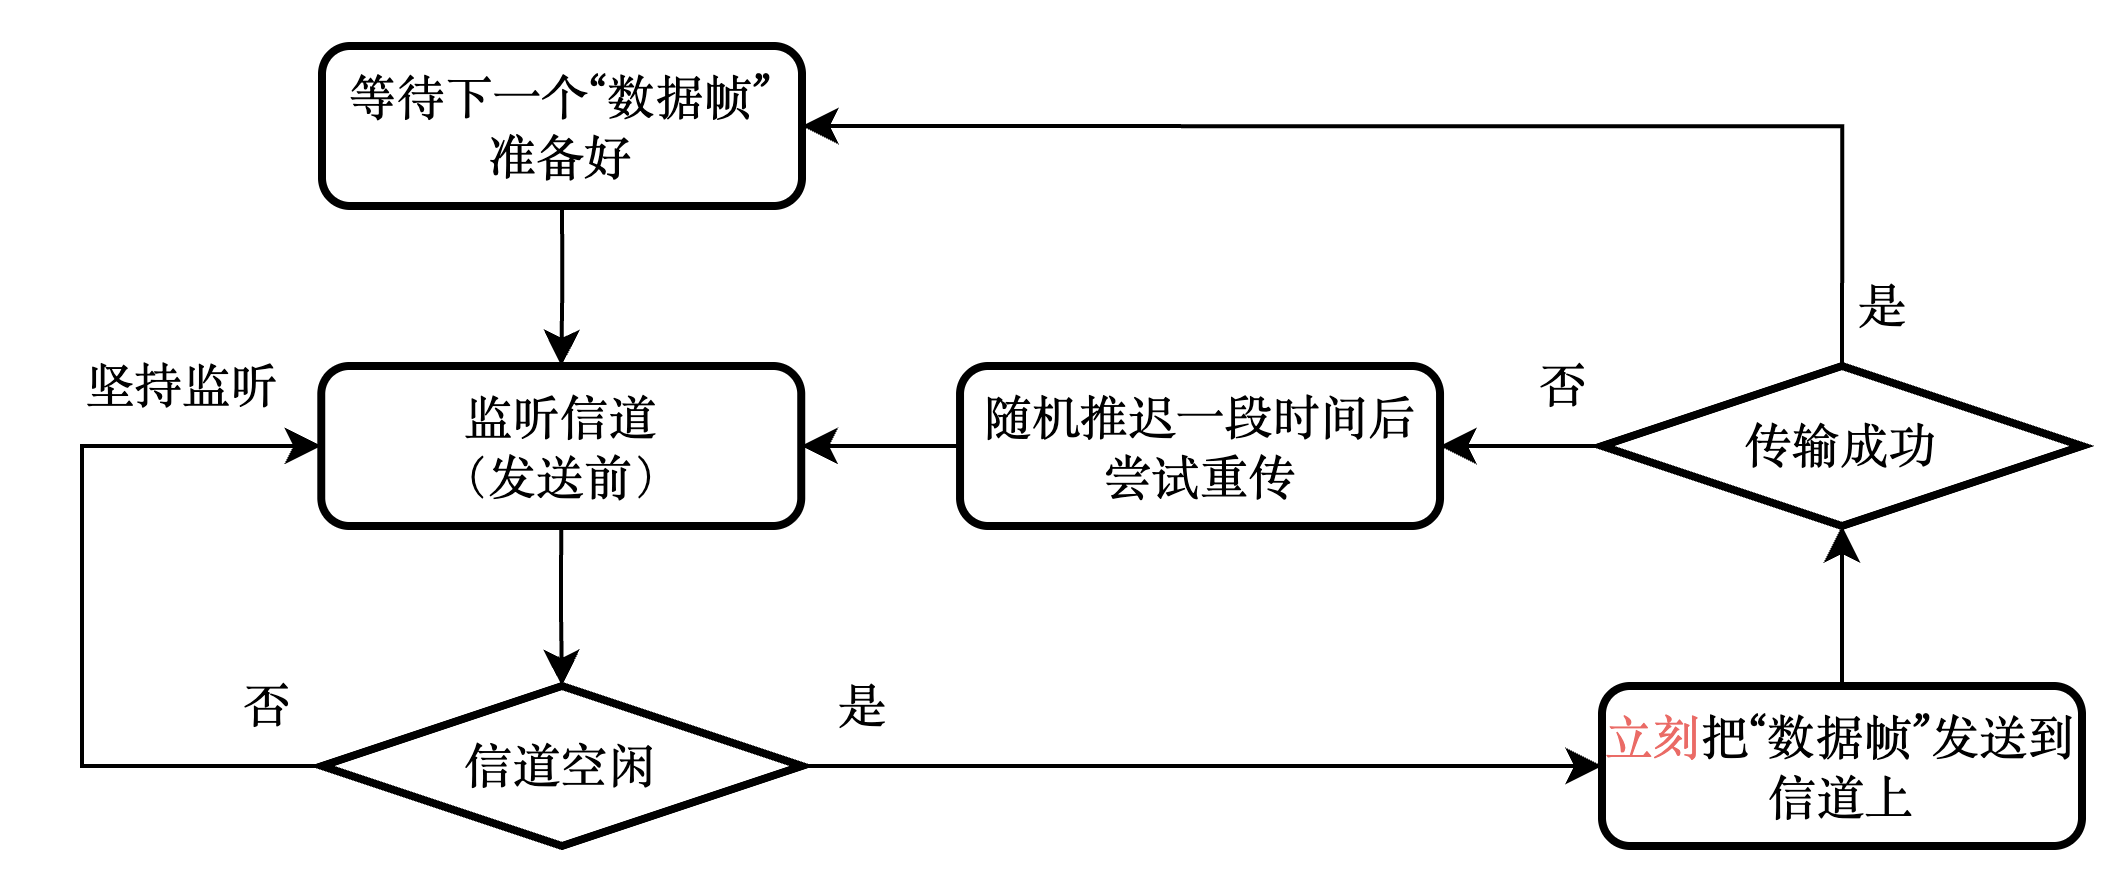 等待下一个“数据帧”
准备好
是
坚持监听
监听信道
（发送前）
随机推迟一段时间后
尝试重传
否
传输成功
否
信道空闲
是
立刻把“数据帧”发送到
信道上